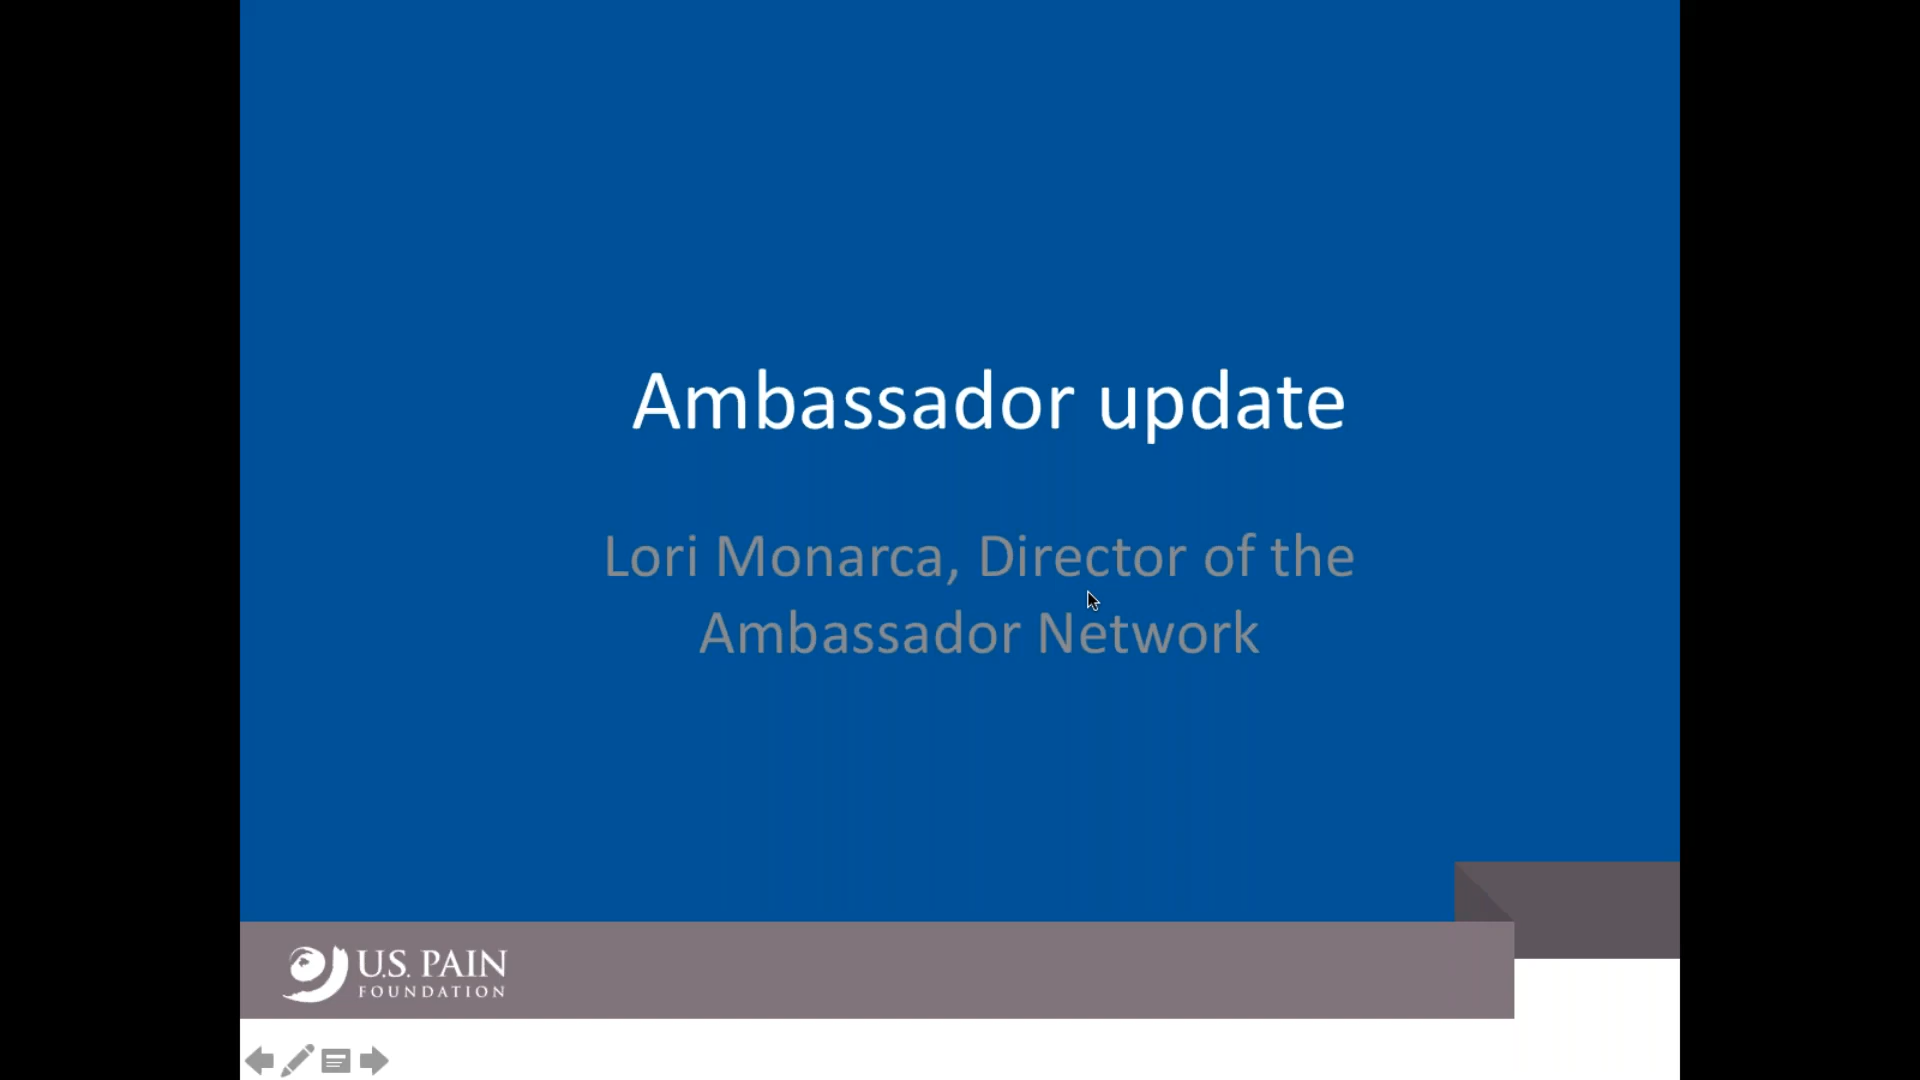 Ambassador update
Lori Monarca, Director of the
Ambassador Network
U.S. PAIN
FOUNDATION